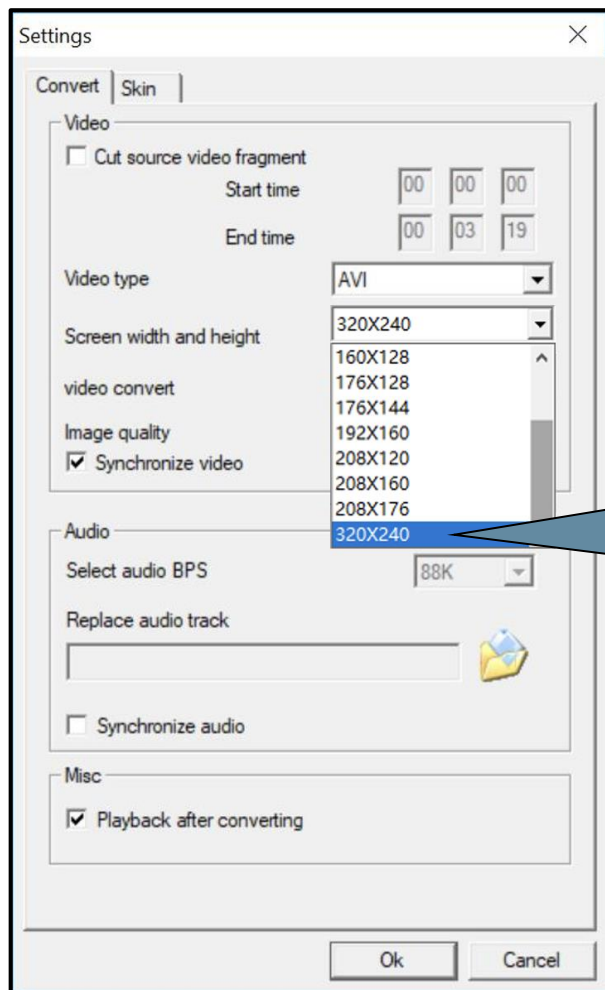 Settings
Convert Skin
Video
Cut source video fragment
Start time 00 00 00
End time 00 03 19
Video type AVI
Screen width and height 320X240
160X128
176X128
176X144
192X160
208X120
208X160
208X176
320X240
video convert
Image quality
Synchronize video
Audio
Select audio BPS 88K
Replace audio track
Synchronize audio
Misc
Playback after converting
Ok Cancel